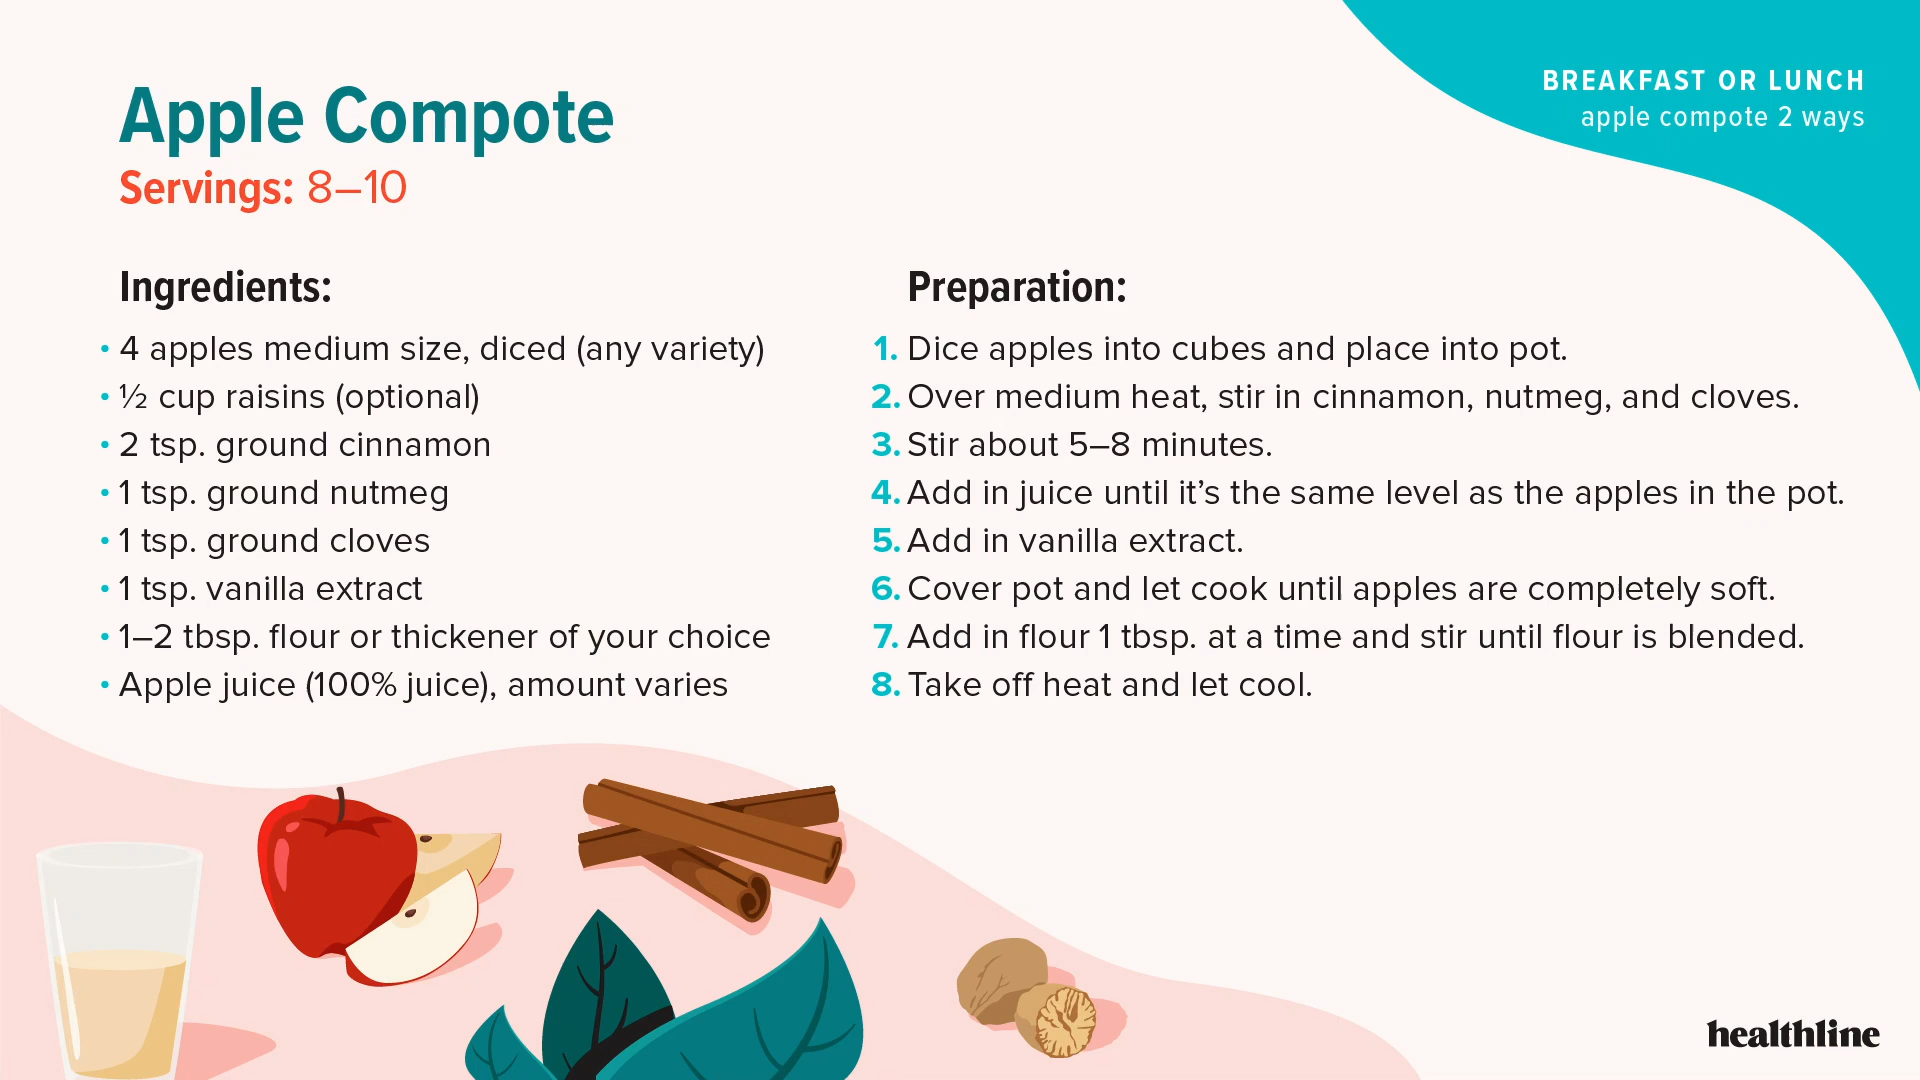 Apple Compote
Servings: 8–10
BREAKFAST OR LUNCH
apple compote 2 ways
Ingredients:
• 4 apples medium size, diced (any variety)
• ½ cup raisins (optional)
• 2 tsp. ground cinnamon
• 1 tsp. ground nutmeg
• 1 tsp. ground cloves
• 1 tsp. vanilla extract
• 1–2 tbsp. flour or thickener of your choice
• Apple juice (100% juice), amount varies
Preparation:
1. Dice apples into cubes and place into pot.
2. Over medium heat, stir in cinnamon, nutmeg, and cloves.
3. Stir about 5–8 minutes.
4. Add in juice until it’s the same level as the apples in the pot.
5. Add in vanilla extract.
6. Cover pot and let cook until apples are completely soft.
7. Add in flour 1 tbsp. at a time and stir until flour is blended.
8. Take off heat and let cool.
healthline